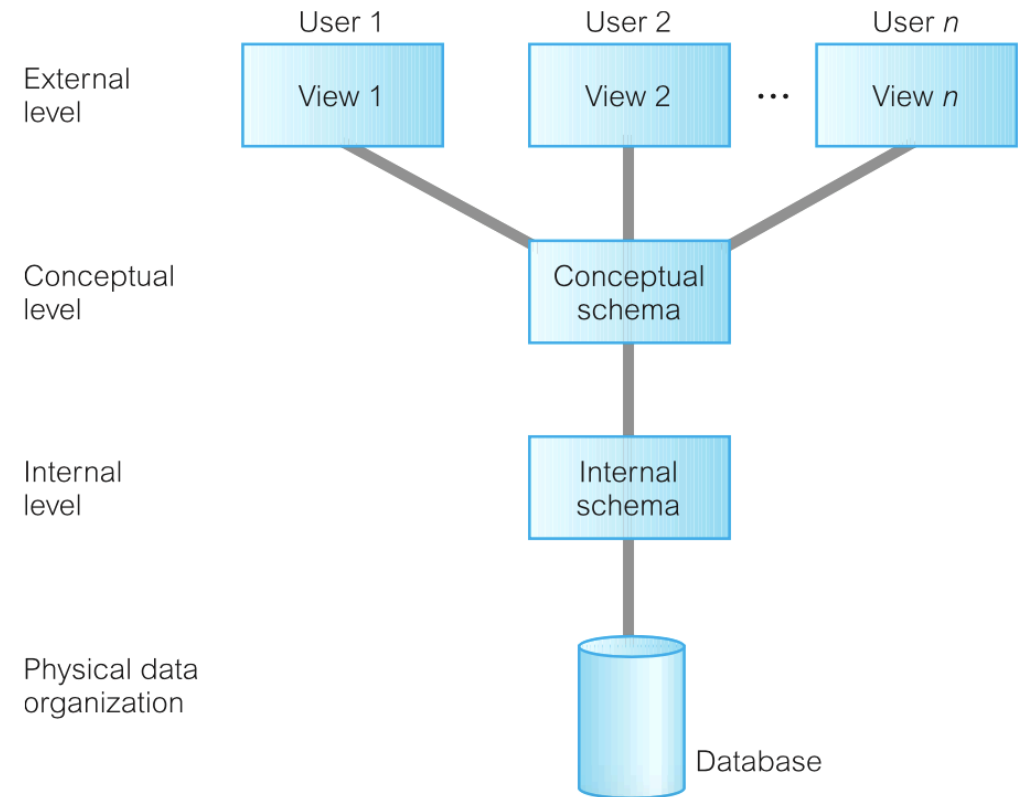 User 1
User 2
User n
External
level
View 1
View 2
...
View n
Conceptual
level
Conceptual
schema
Internal
level
Internal
schema
Physical data
organization
Database